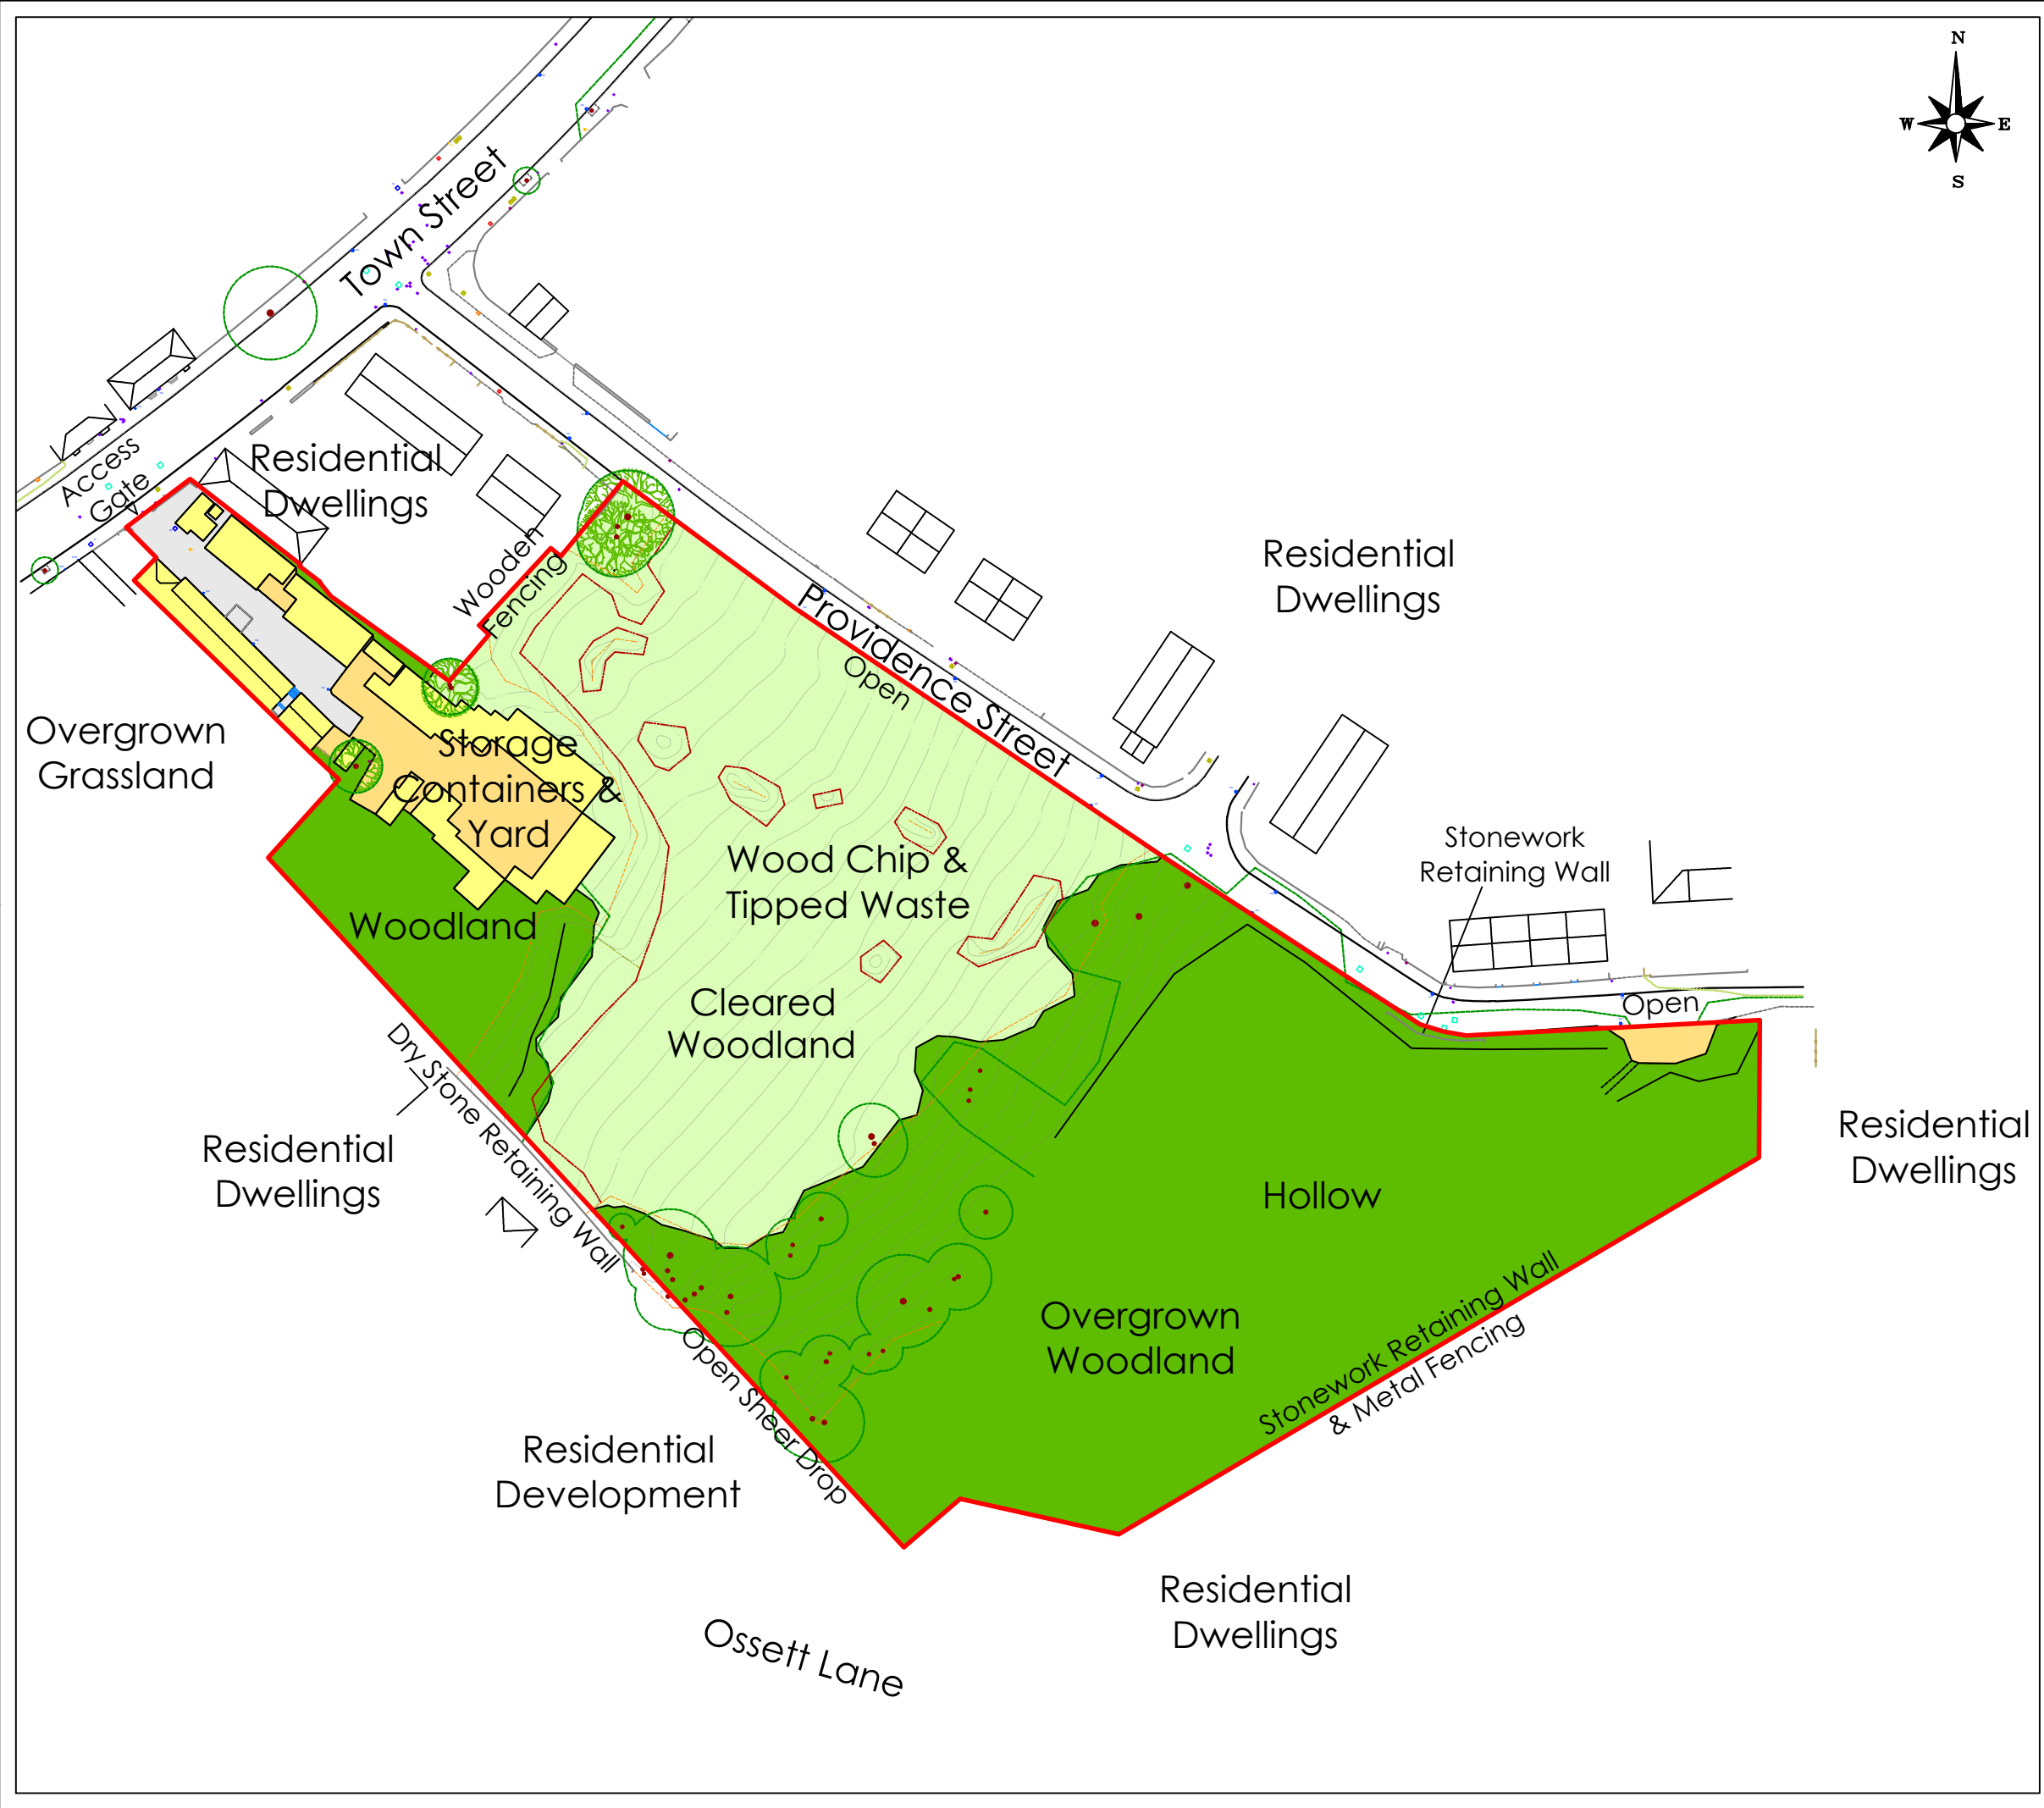 N
W
E
S
Town Street
Access
Gate
Residential
Dwellings
Wooden
Fencing
Residential
Dwellings
Providence Street
Open
Overgrown
Grassland
Storage
Containers &
Yard
Stonework
Retaining Wall
Wood Chip &
Tipped Waste
Woodland
Cleared
Woodland
Open
Dry Stone Retaining Wall
Residential
Dwellings
Residential
Dwellings
Hollow
Overgrown
Woodland
Stonework Retaining Wall
& Metal Fencing
Open Sheer Drop
Residential
Development
Residential
Dwellings
Ossett Lane